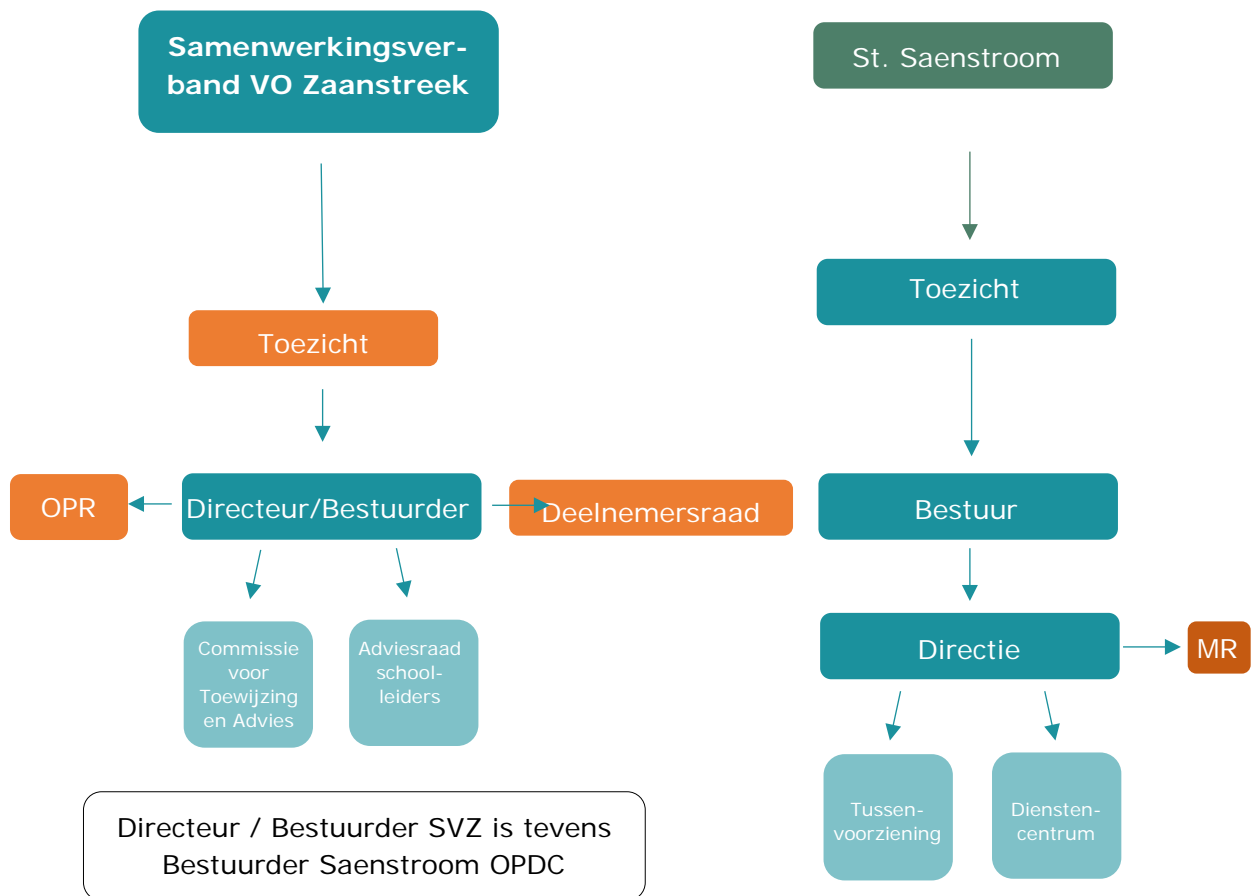 Samenwerkingsver-
band VO Zaanstreek
Toezicht
OPR
Directeur/Bestuurder
Deelnemersraad
Commissie
voor
Toewijzing
en Advies
Adviesraad
school-
leiders
Directeur / Bestuurder SVZ is tevens
Bestuurder Saenstroom OPDC
St. Saenstroom
Toezicht
Bestuur
Directie
MR
Tussen-
voorziening
Diensten-
centrum